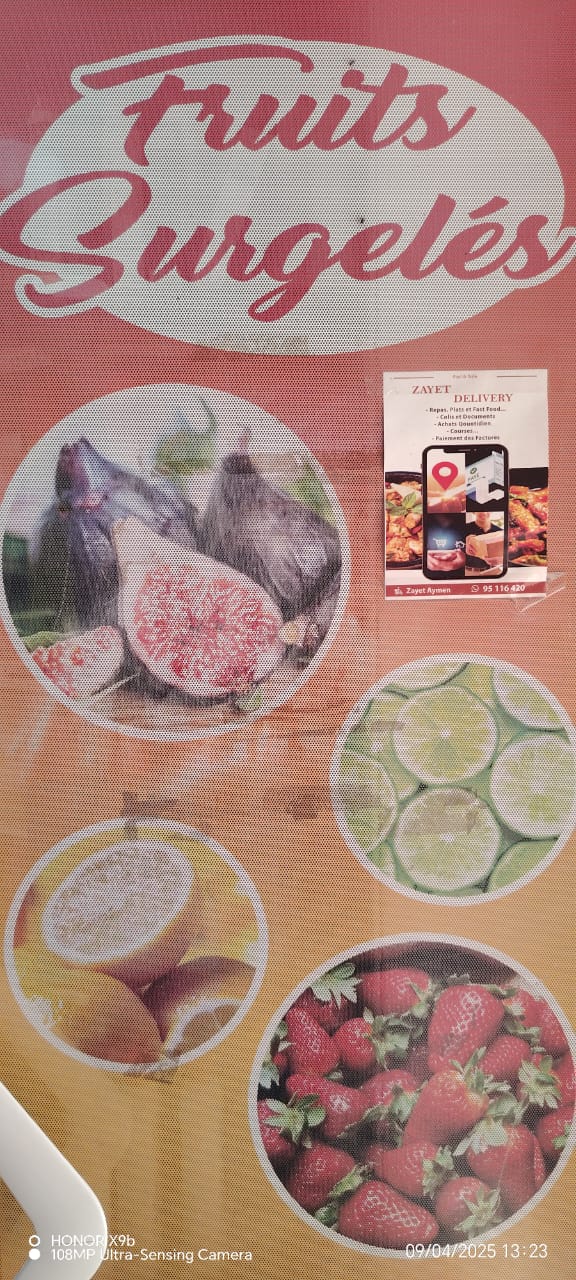 Fruits
Surgelés
ZAYET
DELIVERY
- Repas, Plats et Fast Food...
- Colis et Documents
- Achats Qouotidien
- Courses...
- Paiement des Factures
Zayet Aymen 95 116 420
HONOR X9b
108MP Ultra-Sensing Camera
09/04/2025 13:23